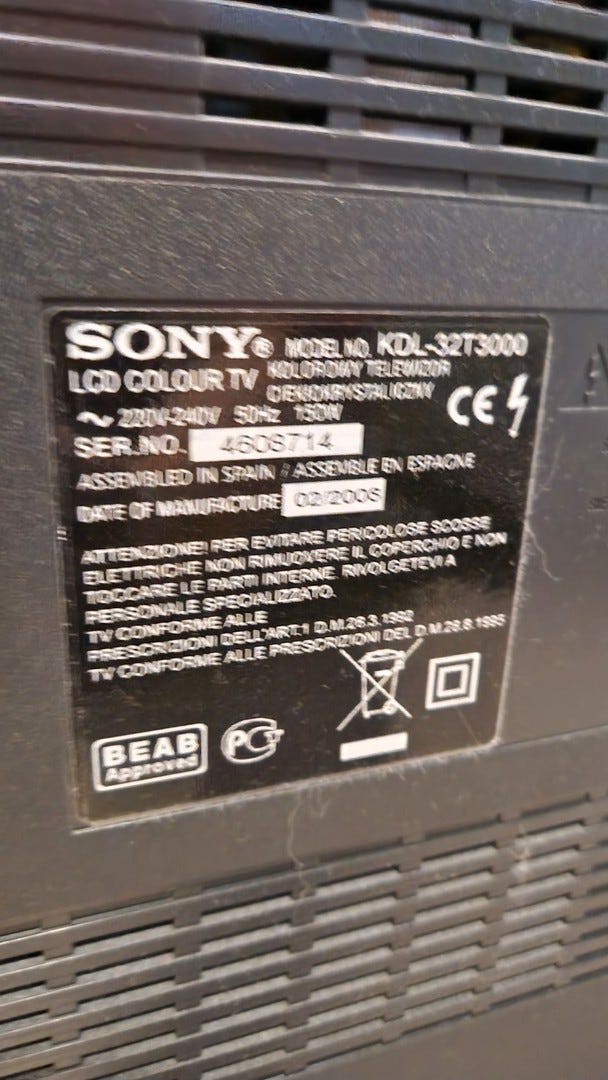 SONY® MODEL NO. KDL-32T3000
LCD COLOUR TV KOLOROWY TELEWIZOR
CIEKŁOKRYSTALICZNY
~ 220V-240V 50Hz 150W
CE
SER.NO. 4608714
ASSEMBLED IN SPAIN / ASSEMBLE EN ESPAGNE
DATE OF MANUFACTURE 02/2008
ATTENZIONE! PER EVITARE PERICOLOSE SCOSSE
ELETTRICHE NON RIMUOVERE IL COPERCHIO E NON
TOCCARE LE PARTI INTERNE. RIVOLGETEVI A
PERSONALE SPECIALIZZATO.
TV CONFORME ALLE
PRESCRIZIONI DELL'ART.1 D.M.26.3.1992
TV CONFORME ALLE PRESCRIZIONI DEL D.M.28.8.1995
BEAB
Approved